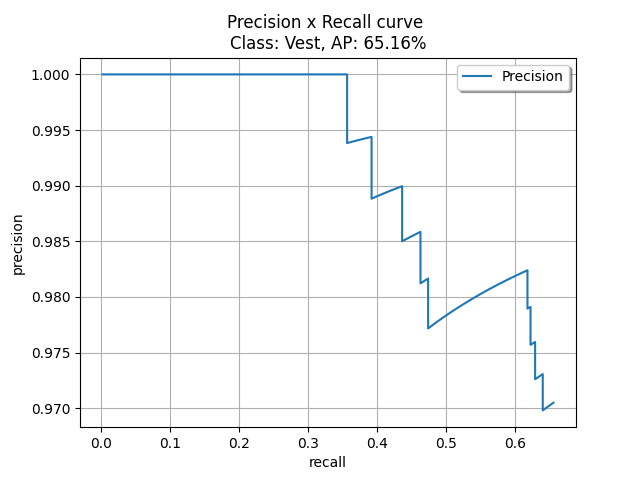 Precision x Recall curve
Class: Vest, AP: 65.16%
Precision
precision
1.000
0.995
0.990
0.985
0.980
0.975
0.970
0.0 0.1 0.2 0.3 0.4 0.5 0.6
recall